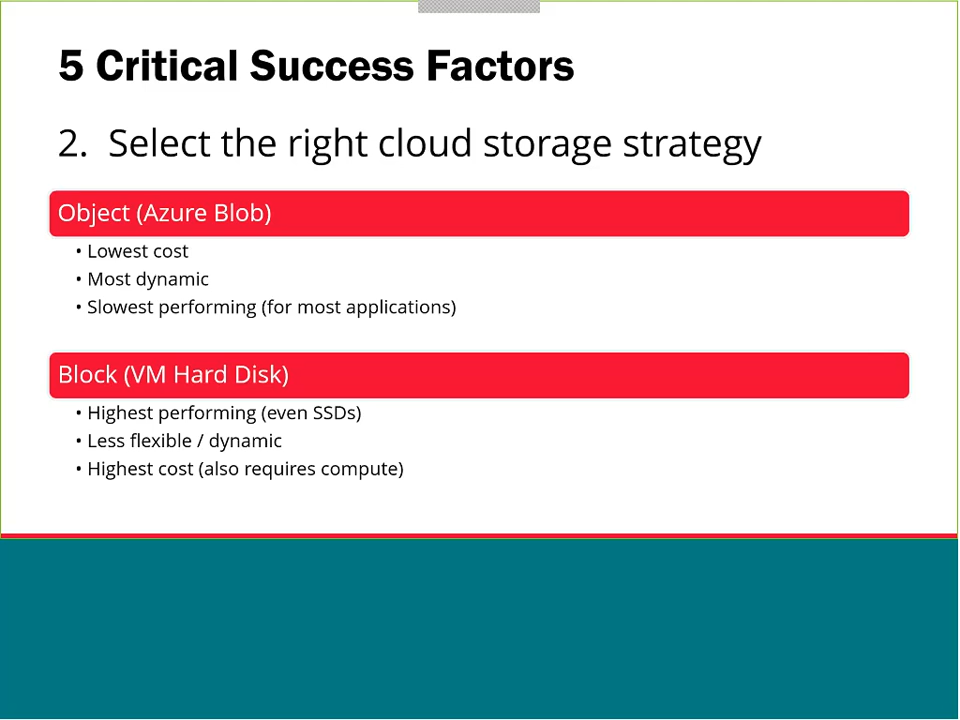 5 Critical Success Factors
2. Select the right cloud storage strategy
Object (Azure Blob)
• Lowest cost
• Most dynamic
• Slowest performing (for most applications)
Block (VM Hard Disk)
• Highest performing (even SSDs)
• Less flexible / dynamic
• Highest cost (also requires compute)